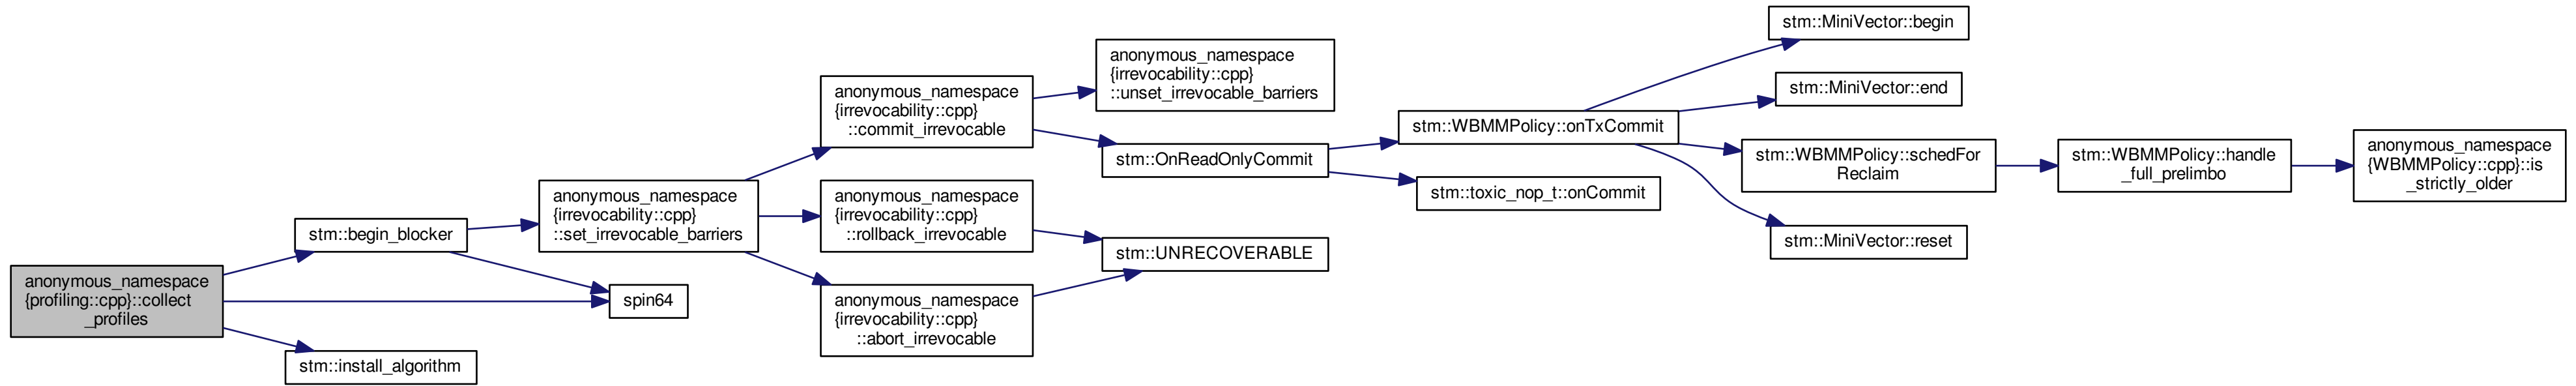 anonymous_namespace
{profiling::cpp}::collect
_profiles
stm::begin_blocker
spin64
stm::install_algorithm
anonymous_namespace
{irrevocability::cpp}
::set_irrevocable_barriers
anonymous_namespace
{irrevocability::cpp}
::commit_irrevocable
anonymous_namespace
{irrevocability::cpp}
::rollback_irrevocable
anonymous_namespace
{irrevocability::cpp}
::abort_irrevocable
anonymous_namespace
{irrevocability::cpp}
::unset_irrevocable_barriers
stm::OnReadOnlyCommit
stm::UNRECOVERABLE
stm::WBMMPolicy::onTxCommit
stm::toxic_nop_t::onCommit
stm::MiniVector::begin
stm::MiniVector::end
stm::WBMMPolicy::schedFor
Reclaim
stm::MiniVector::reset
stm::WBMMPolicy::handle
_full_prelimbo
anonymous_namespace
{WBMMPolicy::cpp}::is
_strictly_older